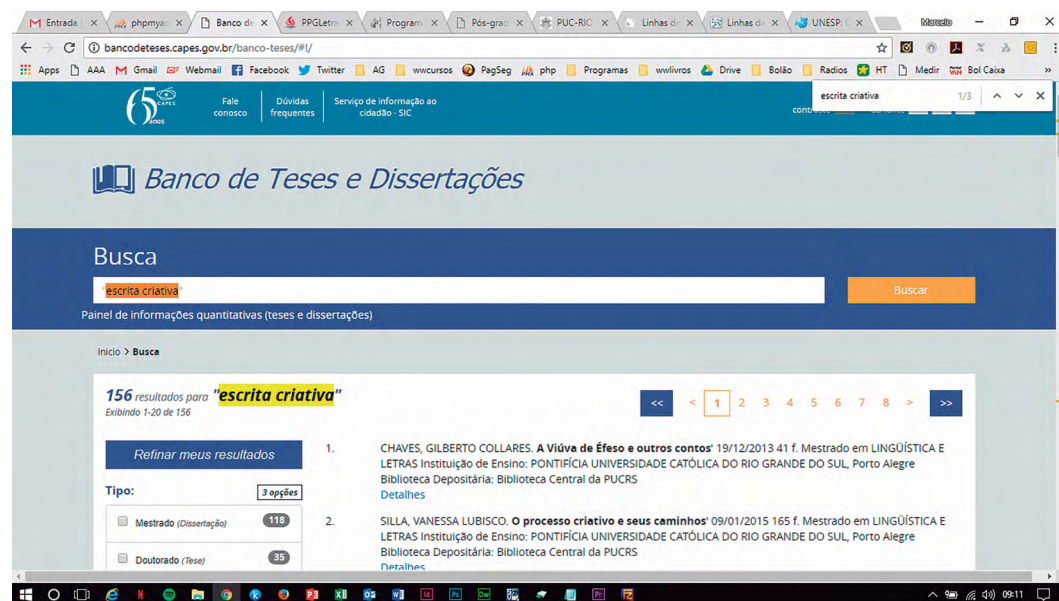 Entrada ( phpmya Banco de PPGLetra Program Pós-grad PUC-RIO Linhas de Linhas de UNESP: Marcelo
bancodeteses.capes.gov.br/banco-teses/#!/
Apps AAA Gmail Webmail Facebook Twitter AG wwcursos PagSeg php Programas wwlivros Drive Bolão Radios HT Medir Bol Caixa »
escrita criativa 1/3
65 CAPES anos
Fale conosco
Dúvidas frequentes
Serviço de informação ao cidadão - SIC
Banco de Teses e Dissertações
Busca
"escrita criativa"
Buscar
Painel de informações quantitativas (teses e dissertações)
Início > Busca
156 resultados para "escrita criativa"
Exibindo 1-20 de 156
<< < 1 2 3 4 5 6 7 8 > >>
Refinar meus resultados
Tipo: 3 opções
Mestrado (Dissertação) 118
Doutorado (Tese) 35
1. CHAVES, GILBERTO COLLARES. A Viúva de Éfeso e outros contos' 19/12/2013 41 f. Mestrado em LINGÜÍSTICA E
LETRAS Instituição de Ensino: PONTIFÍCIA UNIVERSIDADE CATÓLICA DO RIO GRANDE DO SUL, Porto Alegre
Biblioteca Depositária: Biblioteca Central da PUCRS
Detalhes
2. SILLA, VANESSA LUBISCO. O processo criativo e seus caminhos' 09/01/2015 165 f. Mestrado em LINGÜÍSTICA E
LETRAS Instituição de Ensino: PONTIFÍCIA UNIVERSIDADE CATÓLICA DO RIO GRANDE DO SUL, Porto Alegre
Biblioteca Depositária: Biblioteca Central da PUCRS
Detalhes
09:11